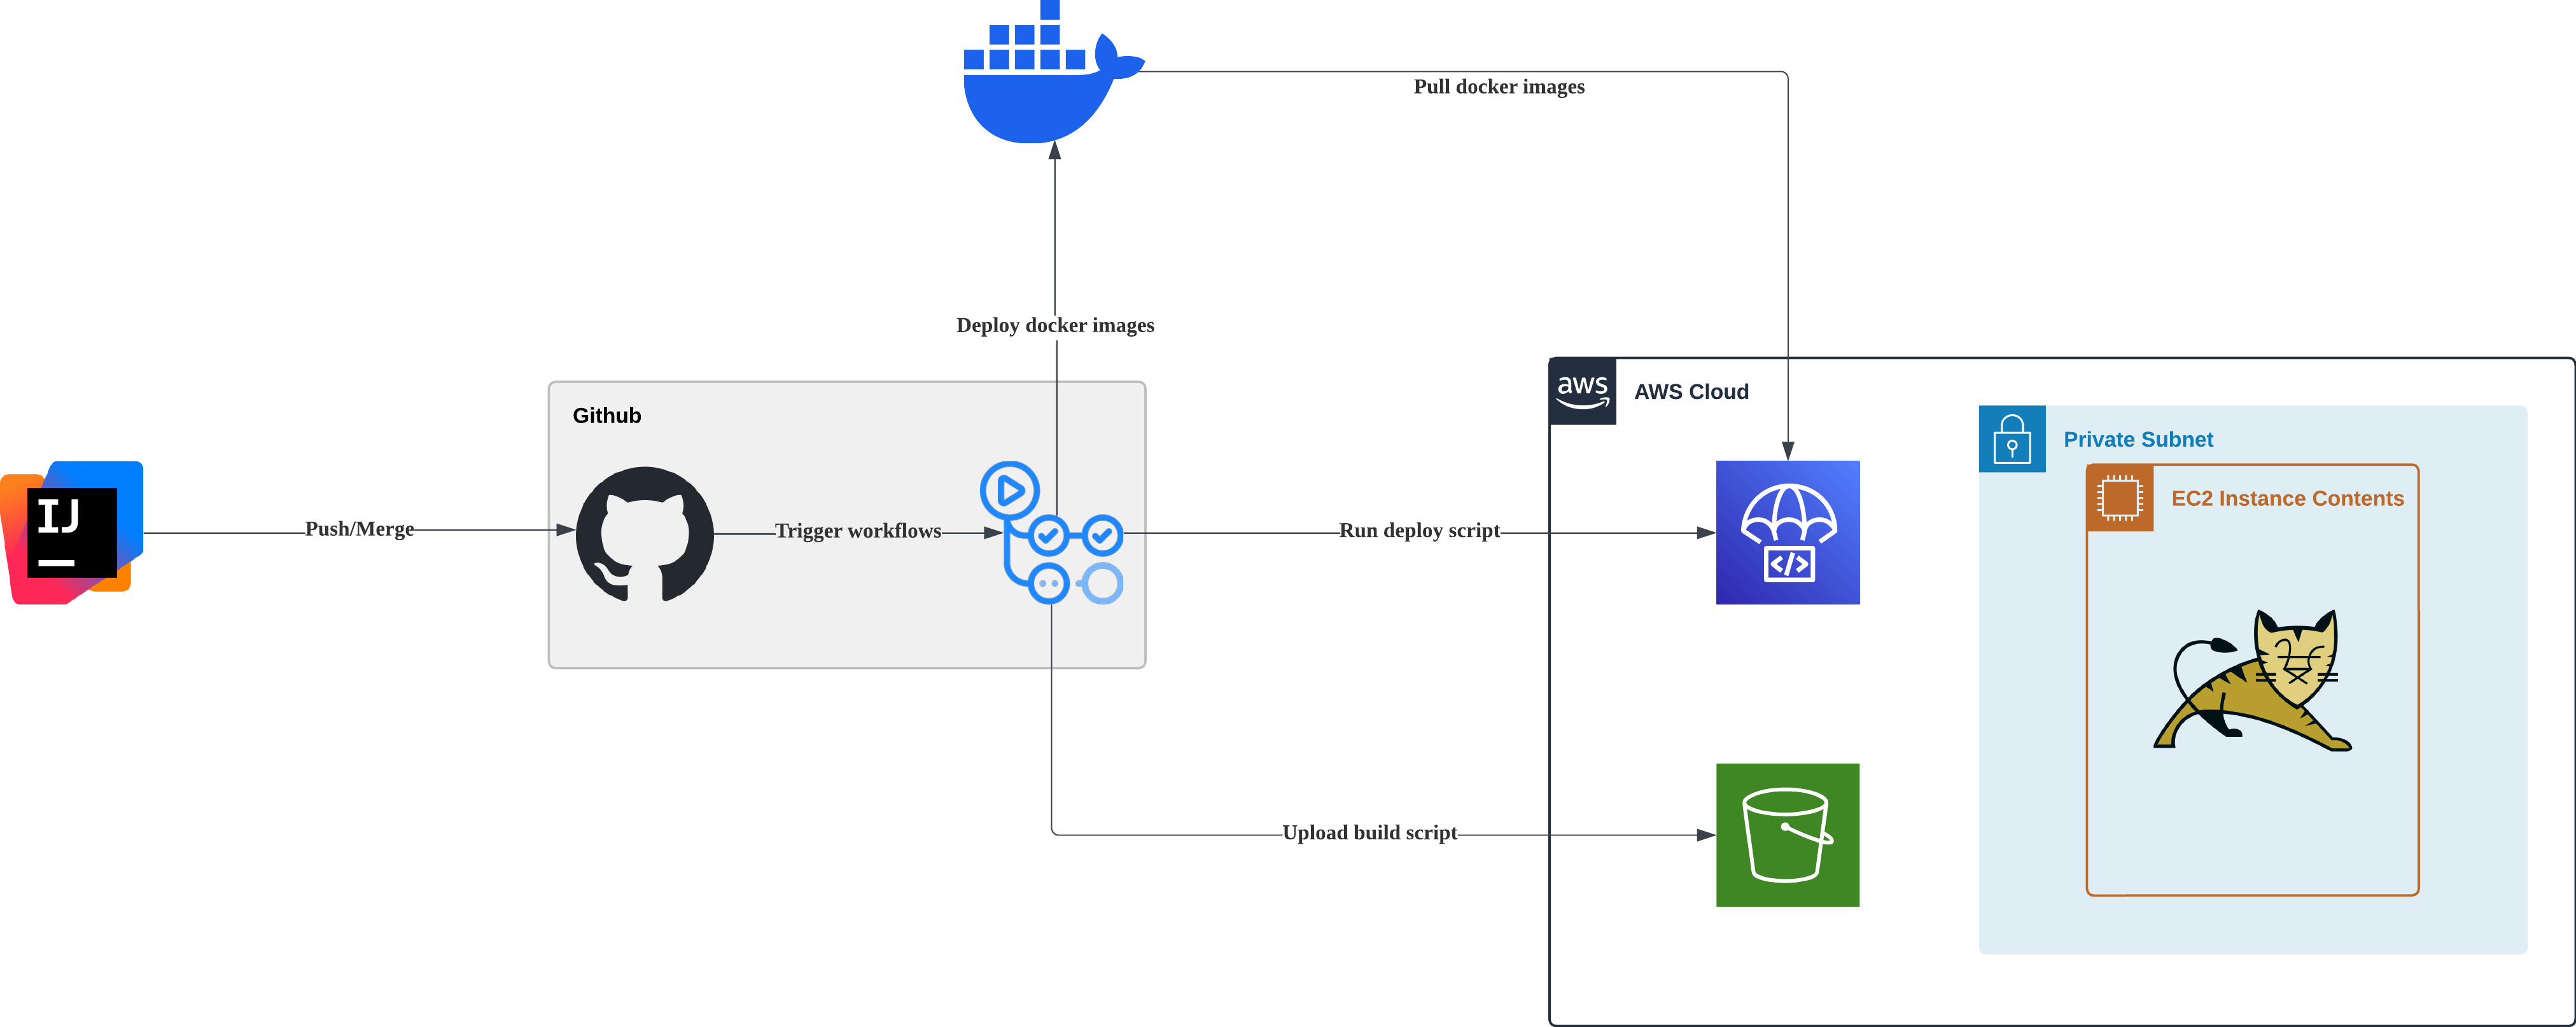 Pull docker images
Deploy docker images
aws
AWS Cloud
Github
Private Subnet
EC2 Instance Contents
IJ
Push/Merge
Trigger workflows
Run deploy script
</>
Upload build script